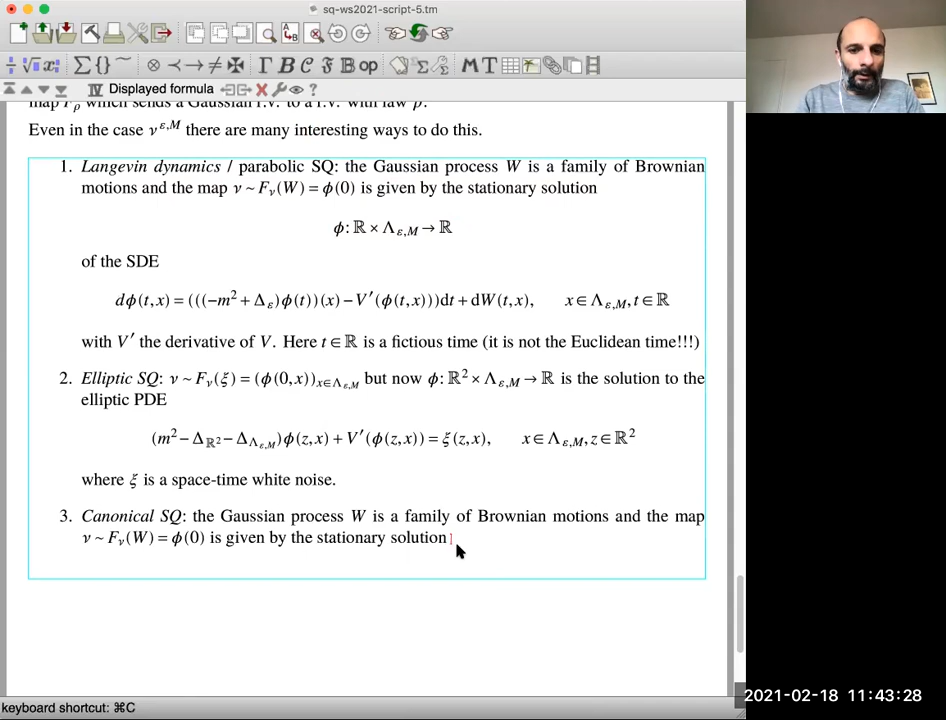 sq-ws2021-script-5.tm
Displayed formula
map F_ρ which sends a Gaussian r.v. to a r.v. with law ρ.
Even in the case ν^{ε,M} there are many interesting ways to do this.
1. Langevin dynamics / parabolic SQ: the Gaussian process W is a family of Brownian
motions and the map ν ~ F_ν(W) = ϕ(0) is given by the stationary solution
ϕ: ℝ × Λ_{ε,M} → ℝ
of the SDE
dϕ(t,x) = (((−m² + Δ_ε)ϕ(t))(x) − V′(ϕ(t,x)))dt + dW(t,x), x ∈ Λ_{ε,M}, t ∈ ℝ
with V′ the derivative of V. Here t ∈ ℝ is a fictious time (it is not the Euclidean time!!!)
2. Elliptic SQ: ν ~ F_ν(ξ) = (ϕ(0,x))_{x∈Λ_{ε,M}} but now ϕ: ℝ² × Λ_{ε,M} → ℝ is the solution to the
elliptic PDE
(m² − Δ_{ℝ²} − Δ_{Λ_{ε,M}})ϕ(z,x) + V′(ϕ(z,x)) = ξ(z,x), x ∈ Λ_{ε,M}, z ∈ ℝ²
where ξ is a space-time white noise.
3. Canonical SQ: the Gaussian process W is a family of Brownian motions and the map
ν ~ F_ν(W) = ϕ(0) is given by the stationary solution
keyboard shortcut: ⌘C
2021-02-18 11:43:28